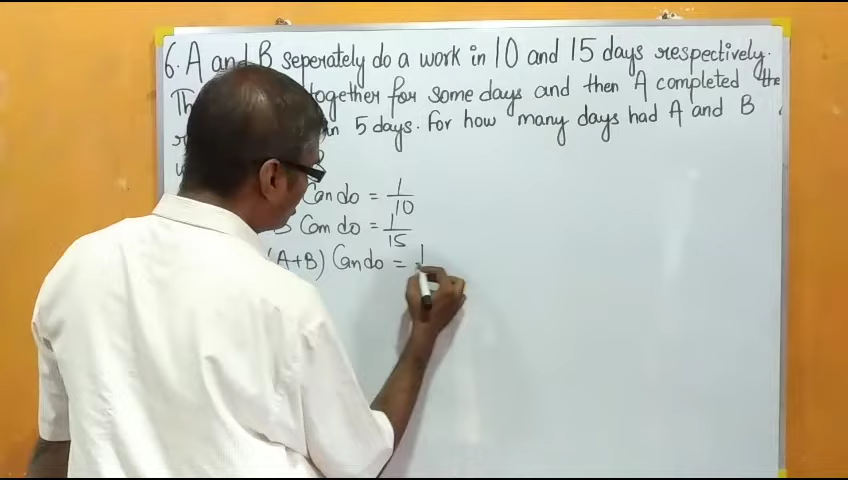 6. A and B seperately do a work in 10 and 15 days respectively.
together for some days and then A completed the
in 5 days. For how many days had A and B
Can do = 1/10
B Can do = 1/15
(A+B) Can do = 1